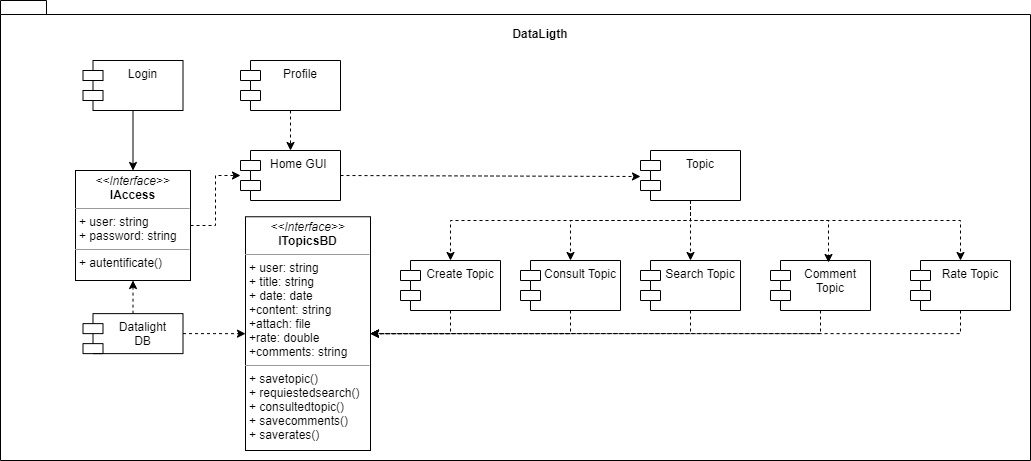 DataLigth
Login
Profile
Home GUI
Topic
<<Interface>>
IAccess
+ user: string
+ password: string
+ autentificate()
<<Interface>>
ITopicsBD
+ user: string
+ title: string
+ date: date
+content: string
+attach: file
+rate: double
+comments: string
+ savetopic()
+ requiestedsearch()
+ consultedtopic()
+ savecomments()
+ saverates()
Create Topic
Consult Topic
Search Topic
Comment
Topic
Rate Topic
Datalight
DB